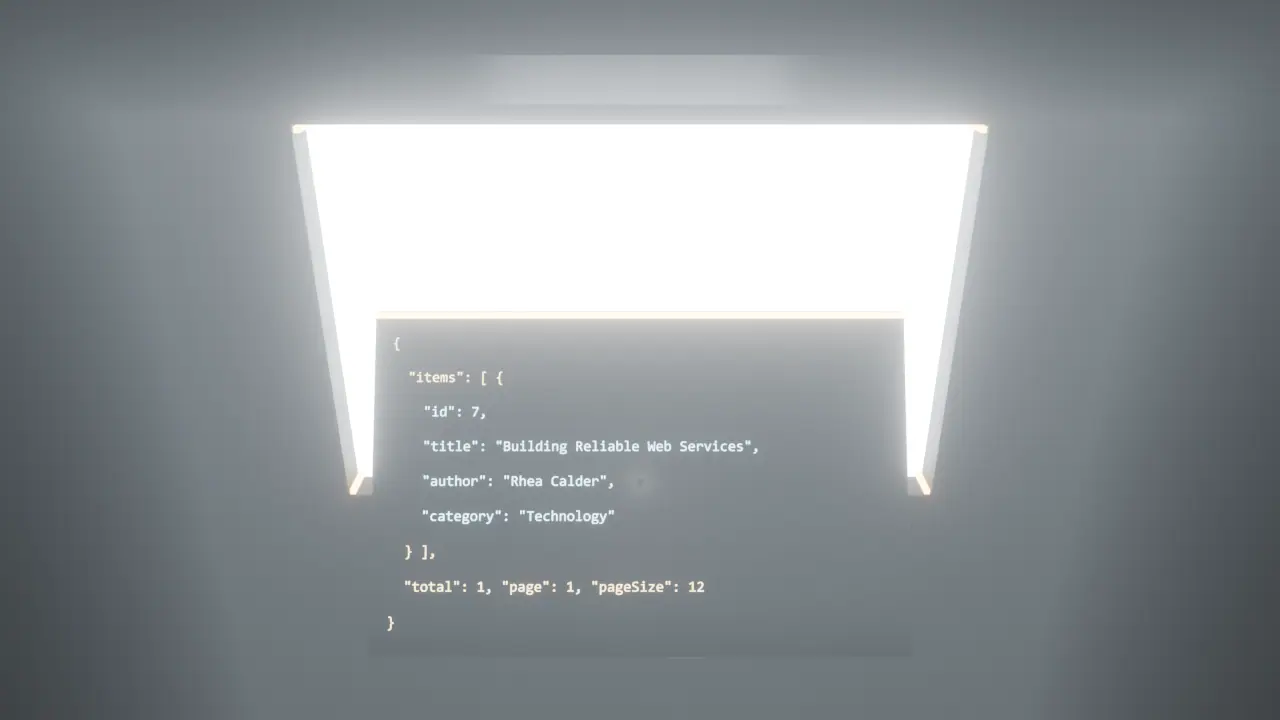 {
"items": [ {
"id": 7,
"title": "Building Reliable Web Services",
"author": "Rhea Calder",
"category": "Technology"
} ],
"total": 1, "page": 1, "pageSize": 12
}